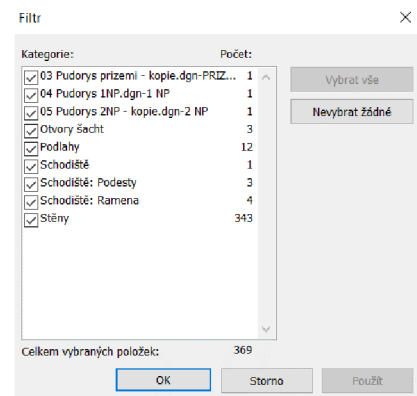 Filtr
Kategorie: Počet:
03 Pudorys prizemi - kopie.dgn-PRIZ... 1
04 Pudorys 1NP.dgn-1 NP 1
05 Pudorys 2NP - kopie.dgn-2 NP 1
Otvory šacht 3
Podlahy 12
Schodiště 1
Schodiště: Podesty 3
Schodiště: Ramena 4
Stěny 343
Vybrat vše
Nevybrat žádné
Celkem vybraných položek: 369
OK Storno Použít